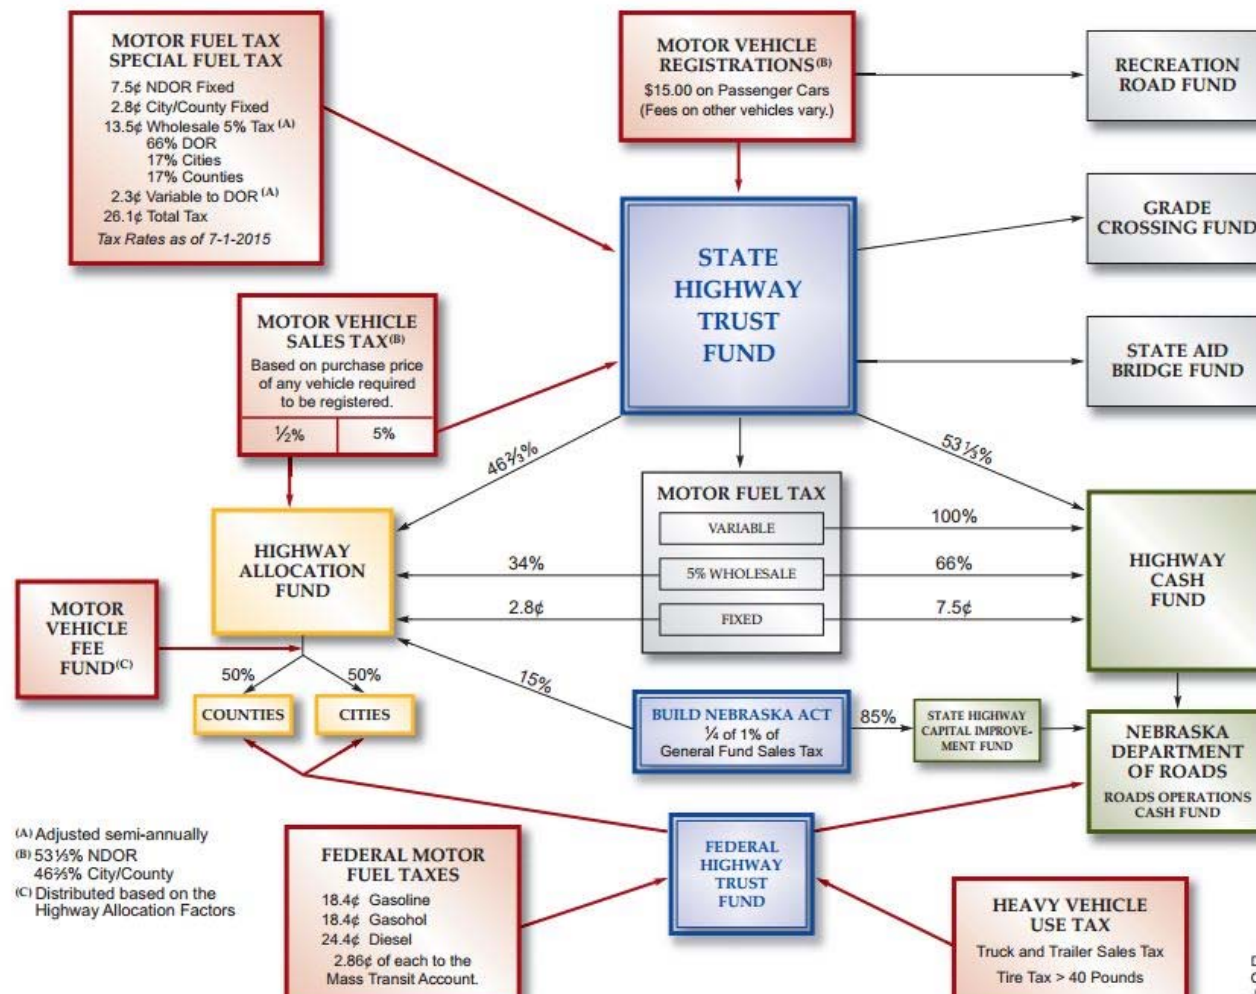 MOTOR FUEL TAX
SPECIAL FUEL TAX
7.5¢ NDOR Fixed
2.8¢ City/County Fixed
13.5¢ Wholesale 5% Tax (A)
66% DOR
17% Cities
17% Counties
2.3¢ Variable to DOR (A)
26.1¢ Total Tax
Tax Rates as of 7-1-2015
MOTOR VEHICLE
REGISTRATIONS(B)
$15.00 on Passenger Cars
(Fees on other vehicles vary.)
RECREATION
ROAD FUND
GRADE
CROSSING FUND
STATE AID
BRIDGE FUND
STATE
HIGHWAY
TRUST
FUND
MOTOR VEHICLE
SALES TAX(B)
Based on purchase price
of any vehicle required
to be registered.
½% 5%
46⅔%
53⅓%
MOTOR FUEL TAX
VARIABLE
100%
34%
5% WHOLESALE
66%
2.8¢
FIXED
7.5¢
HIGHWAY
ALLOCATION
FUND
HIGHWAY
CASH
FUND
MOTOR
VEHICLE
FEE
FUND(C)
50% 50%
COUNTIES
CITIES
15%
BUILD NEBRASKA ACT
¼ of 1% of
General Fund Sales Tax
85%
STATE HIGHWAY
CAPITAL IMPROVE-
MENT FUND
NEBRASKA
DEPARTMENT
OF ROADS
ROADS OPERATIONS
CASH FUND
(A) Adjusted semi-annually
(B) 53⅓% NDOR
46⅔% City/County
(C) Distributed based on the
Highway Allocation Factors
FEDERAL MOTOR
FUEL TAXES
18.4¢ Gasoline
18.4¢ Gasohol
24.4¢ Diesel
2.86¢ of each to the
Mass Transit Account.
FEDERAL
HIGHWAY
TRUST
FUND
HEAVY VEHICLE
USE TAX
Truck and Trailer Sales Tax
Tire Tax > 40 Pounds